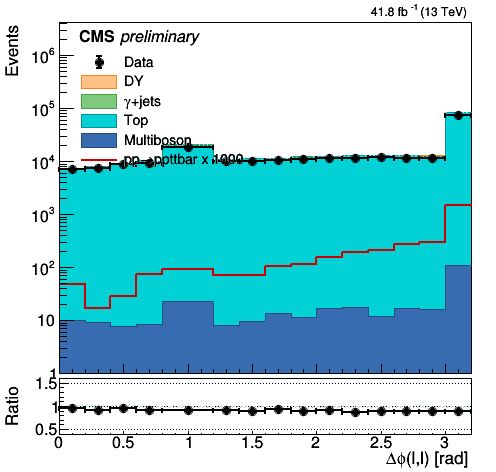 41.8 fb⁻¹ (13 TeV)
CMS preliminary
Data
DY
γ+jets
Top
Multiboson
Events
10⁶
10⁵
10⁴
10³
10²
10
1
Ratio
1.5
1
0.5
0 0.5 1 1.5 2 2.5 3
Δϕ(l,l) [rad]